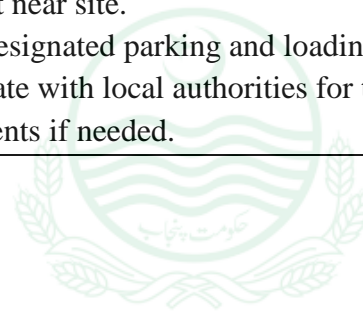 near site.
esignated parking and loadin
ate with local authorities for
ents if needed.
حکومت پنجاب